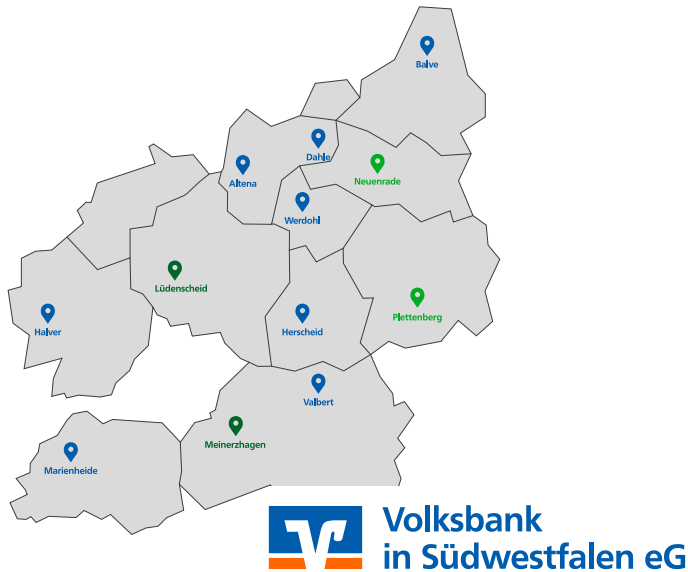 Balve
Dahle
Altena
Neuenrade
Werdohl
Lüdenscheid
Halver
Herscheid
Plettenberg
Valbert
Meinerzhagen
Marienheide
Volksbank
in Südwestfalen eG